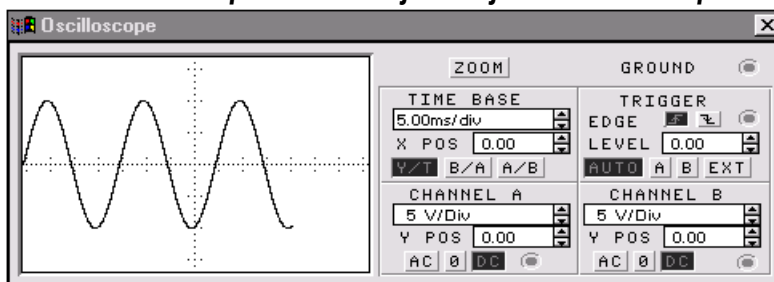 Oscilloscope
ZOOM GROUND
TIME BASE
5.00ms/div
X POS 0.00
Y/T B/A A/B
TRIGGER
EDGE
LEVEL 0.00
AUTO A B EXT
CHANNEL A
5 V/Div
Y POS 0.00
AC 0 DC
CHANNEL B
5 V/Div
Y POS 0.00
AC 0 DC